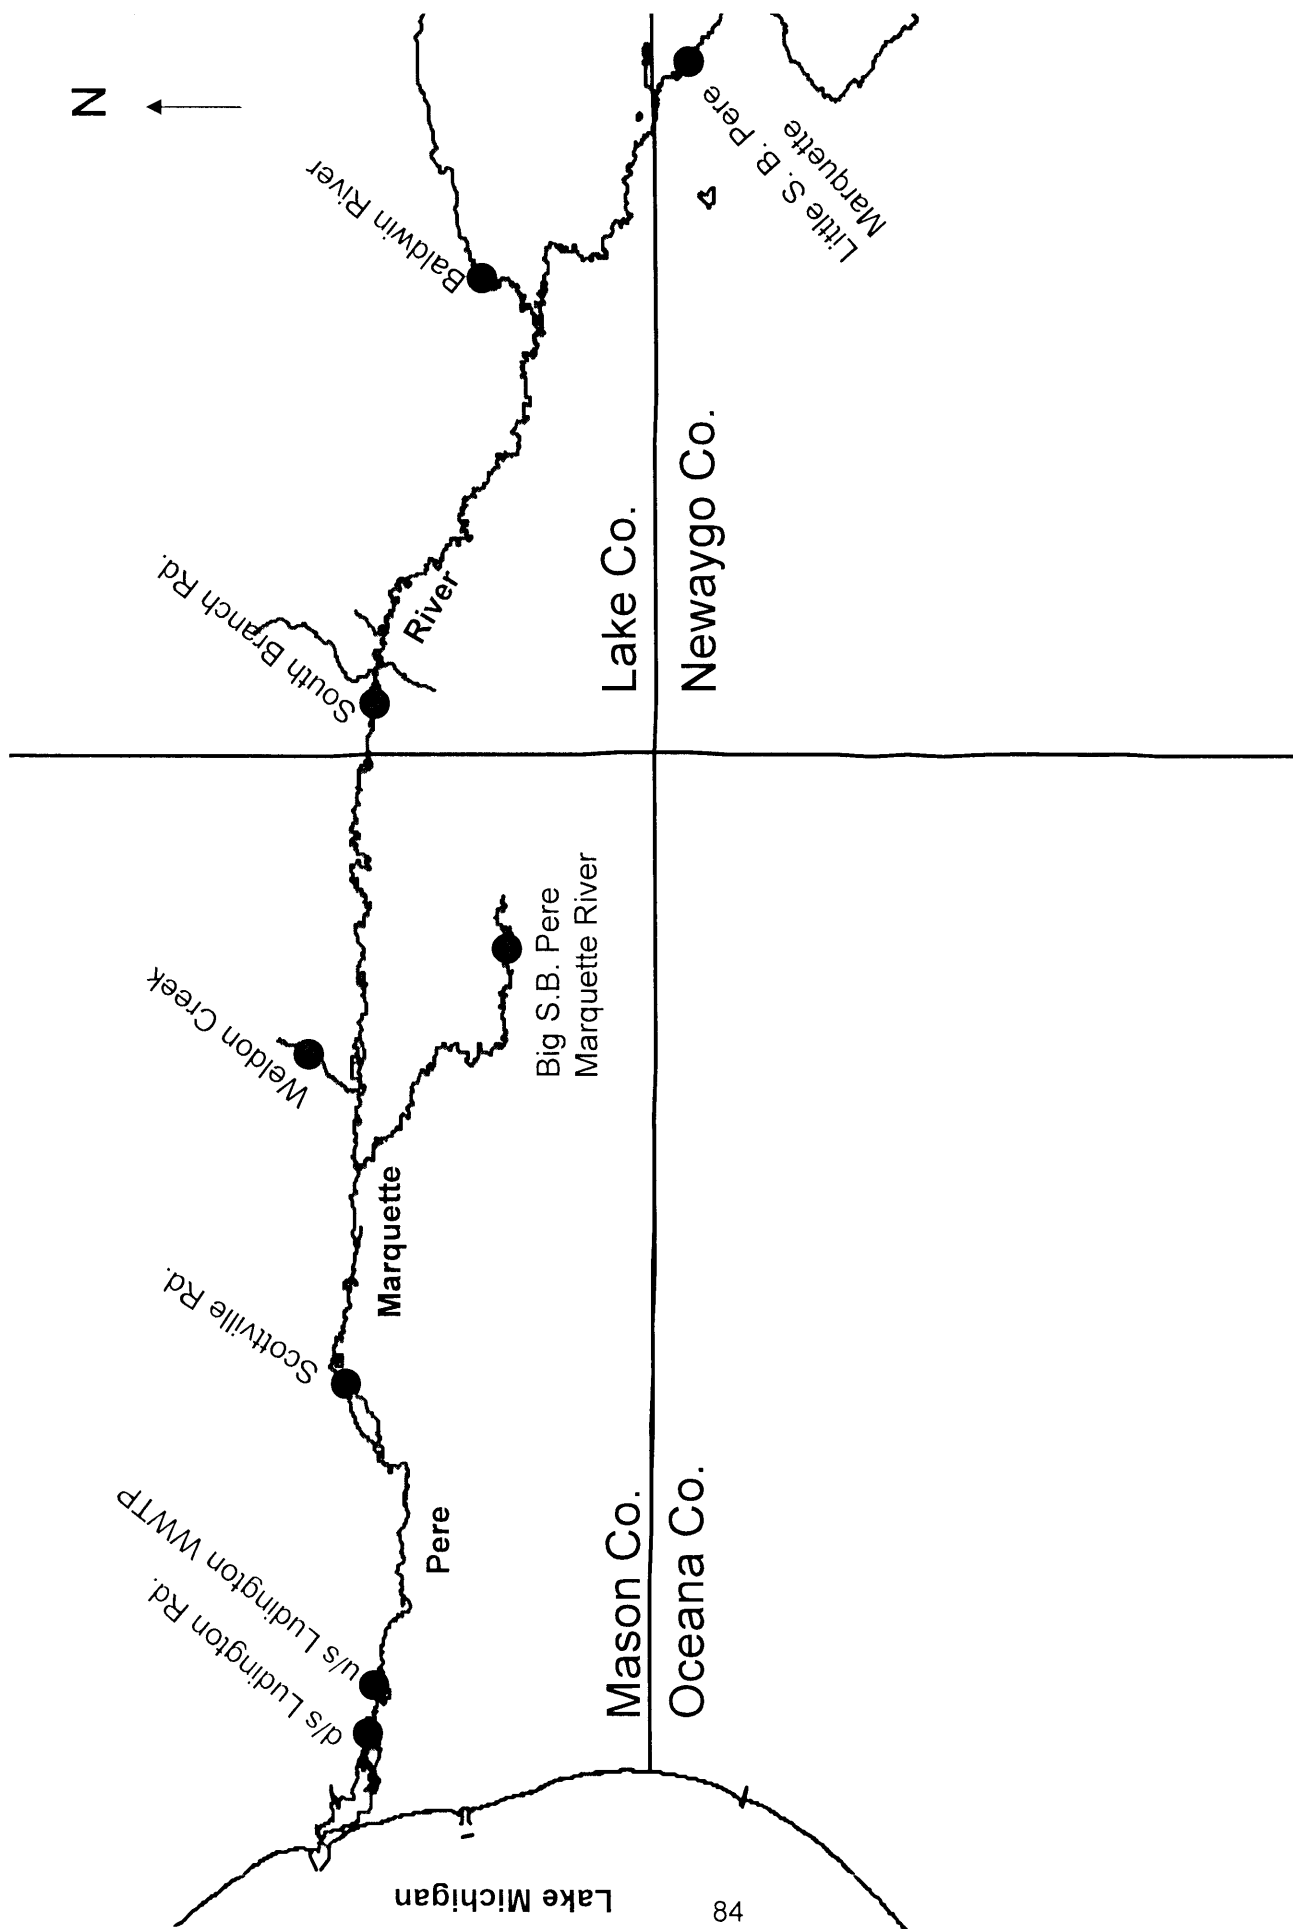 N
Baldwin River
Little S. B. Pere
Marquette
South Branch Rd.
River
Lake Co.
Newaygo Co.
Weldon Creek
Big S.B. Pere
Marquette River
Marquette
Scottville Rd.
Pere
u/s Ludington WWTP
d/s Ludington Rd.
Mason Co.
Oceana Co.
Lake Michigan
84